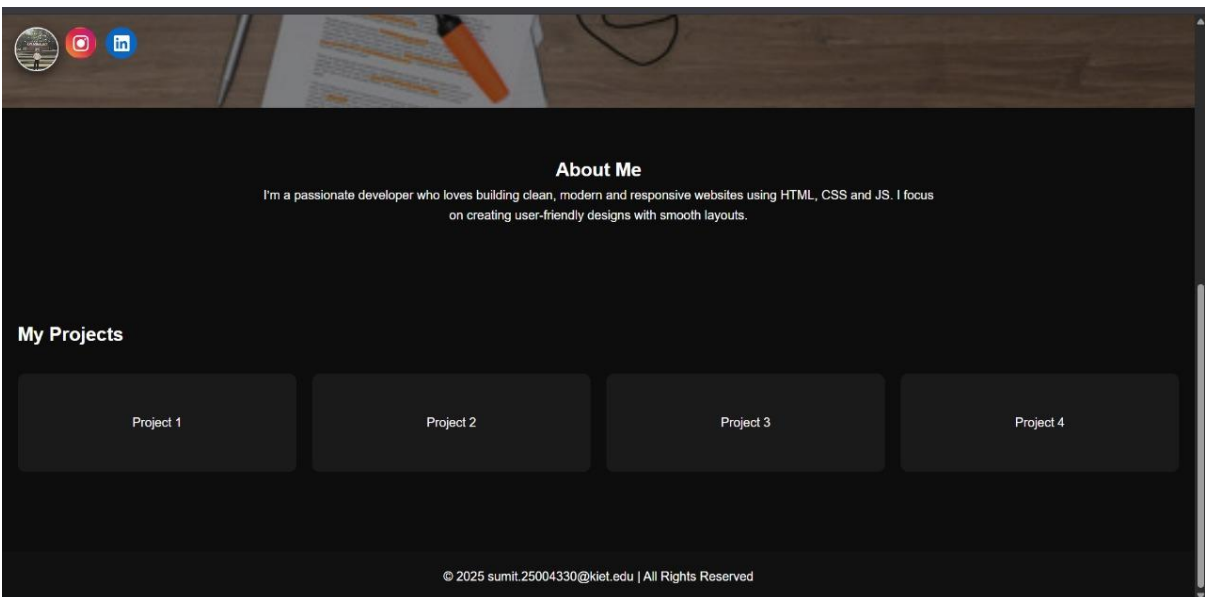 in
About Me
I'm a passionate developer who loves building clean, modern and responsive websites using HTML, CSS and JS. I focus
on creating user-friendly designs with smooth layouts.
My Projects
Project 1
Project 2
Project 3
Project 4
© 2025 sumit.25004330@kiet.edu | All Rights Reserved